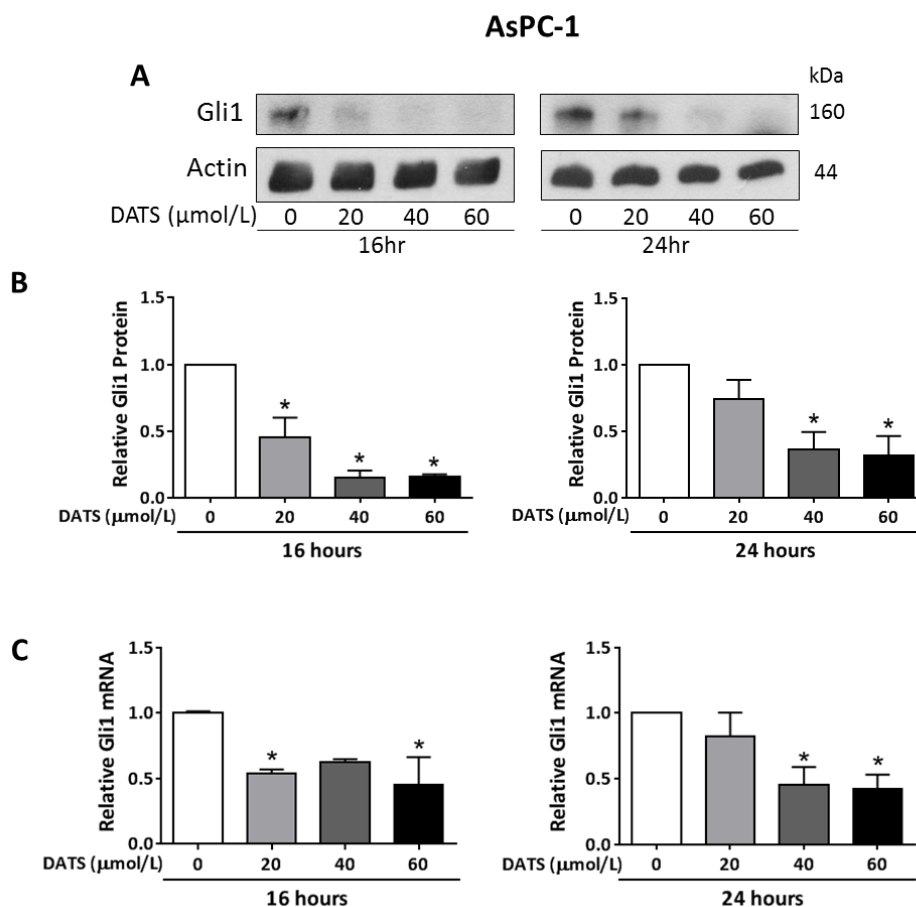 AsPC-1
A
kDa
Gli1
160
Actin
44
DATS (μmol/L) 0 20 40 60 0 20 40 60
16hr 24hr
B
Relative Gli1 Protein
1.5
1.0
0.5
0.0
* * *
DATS (μmol/L) 0 20 40 60
16 hours
Relative Gli1 Protein
1.5
1.0
0.5
0.0
* *
DATS (μmol/L) 0 20 40 60
24 hours
C
Relative Gli1 mRNA
1.5
1.0
0.5
0.0
* *
DATS (μmol/L) 0 20 40 60
16 hours
Relative Gli1 mRNA
1.5
1.0
0.5
0.0
* *
DATS (μmol/L) 0 20 40 60
24 hours